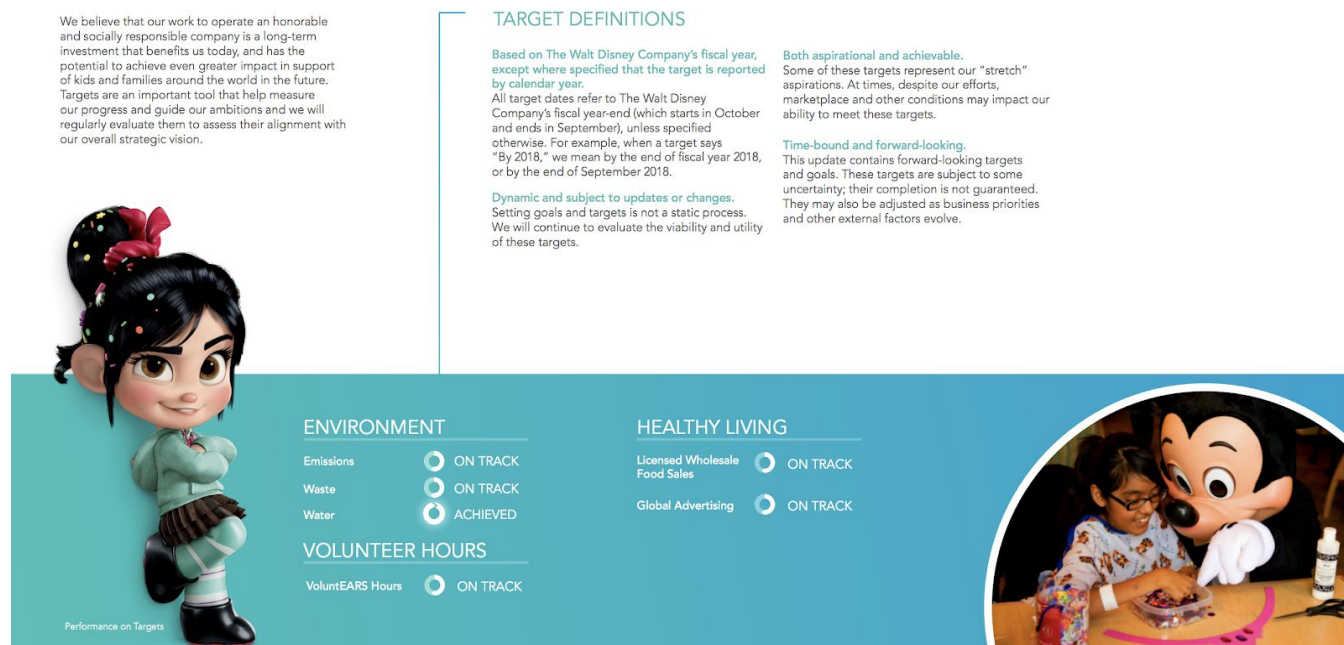 We believe that our work to operate an honorable
and socially responsible company is a long-term
investment that benefits us today, and has the
potential to achieve even greater impact in support
of kids and families around the world in the future.
Targets are an important tool that help measure
our progress and guide our ambitions and we will
regularly evaluate them to assess their alignment with
our overall strategic vision.
TARGET DEFINITIONS
Based on The Walt Disney Company's fiscal year,
except where specified that the target is reported
by calendar year.
All target dates refer to The Walt Disney
Company's fiscal year-end (which starts in October
and ends in September), unless specified
otherwise. For example, when a target says
"By 2018," we mean by the end of fiscal year 2018,
or by the end of September 2018.
Dynamic and subject to updates or changes.
Setting goals and targets is not a static process.
We will continue to evaluate the viability and utility
of these targets.
Both aspirational and achievable.
Some of these targets represent our "stretch"
aspirations. At times, despite our efforts,
marketplace and other conditions may impact our
ability to meet these targets.
Time-bound and forward-looking.
This update contains forward-looking targets
and goals. These targets are subject to some
uncertainty; their completion is not guaranteed.
They may also be adjusted as business priorities
and other external factors evolve.
ENVIRONMENT
Emissions ON TRACK
Waste ON TRACK
Water ACHIEVED
VOLUNTEER HOURS
VoluntEARS Hours ON TRACK
HEALTHY LIVING
Licensed Wholesale
Food Sales ON TRACK
Global Advertising ON TRACK
Performance on Targets